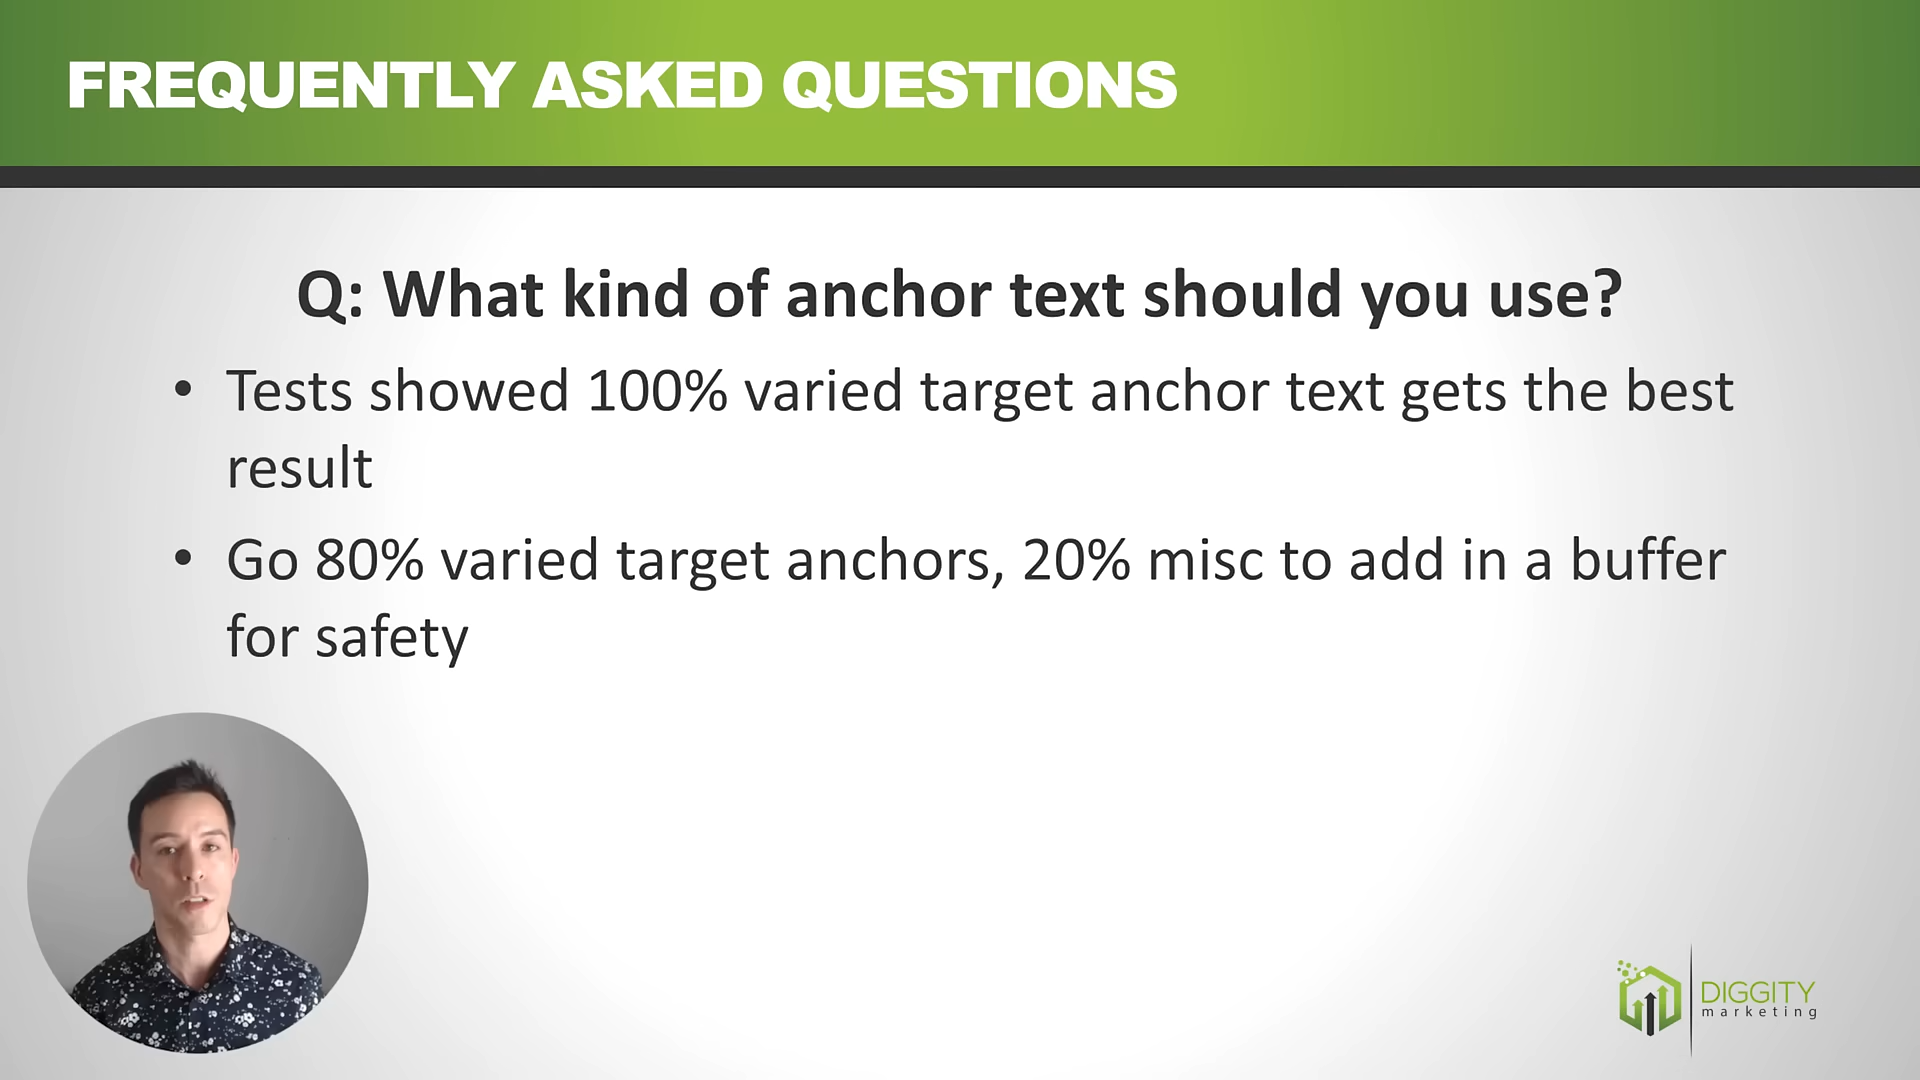 FREQUENTLY ASKED QUESTIONS
Q: What kind of anchor text should you use?
• Tests showed 100% varied target anchor text gets the best
result
• Go 80% varied target anchors, 20% misc to add in a buffer
for safety
DIGGITY
marketing